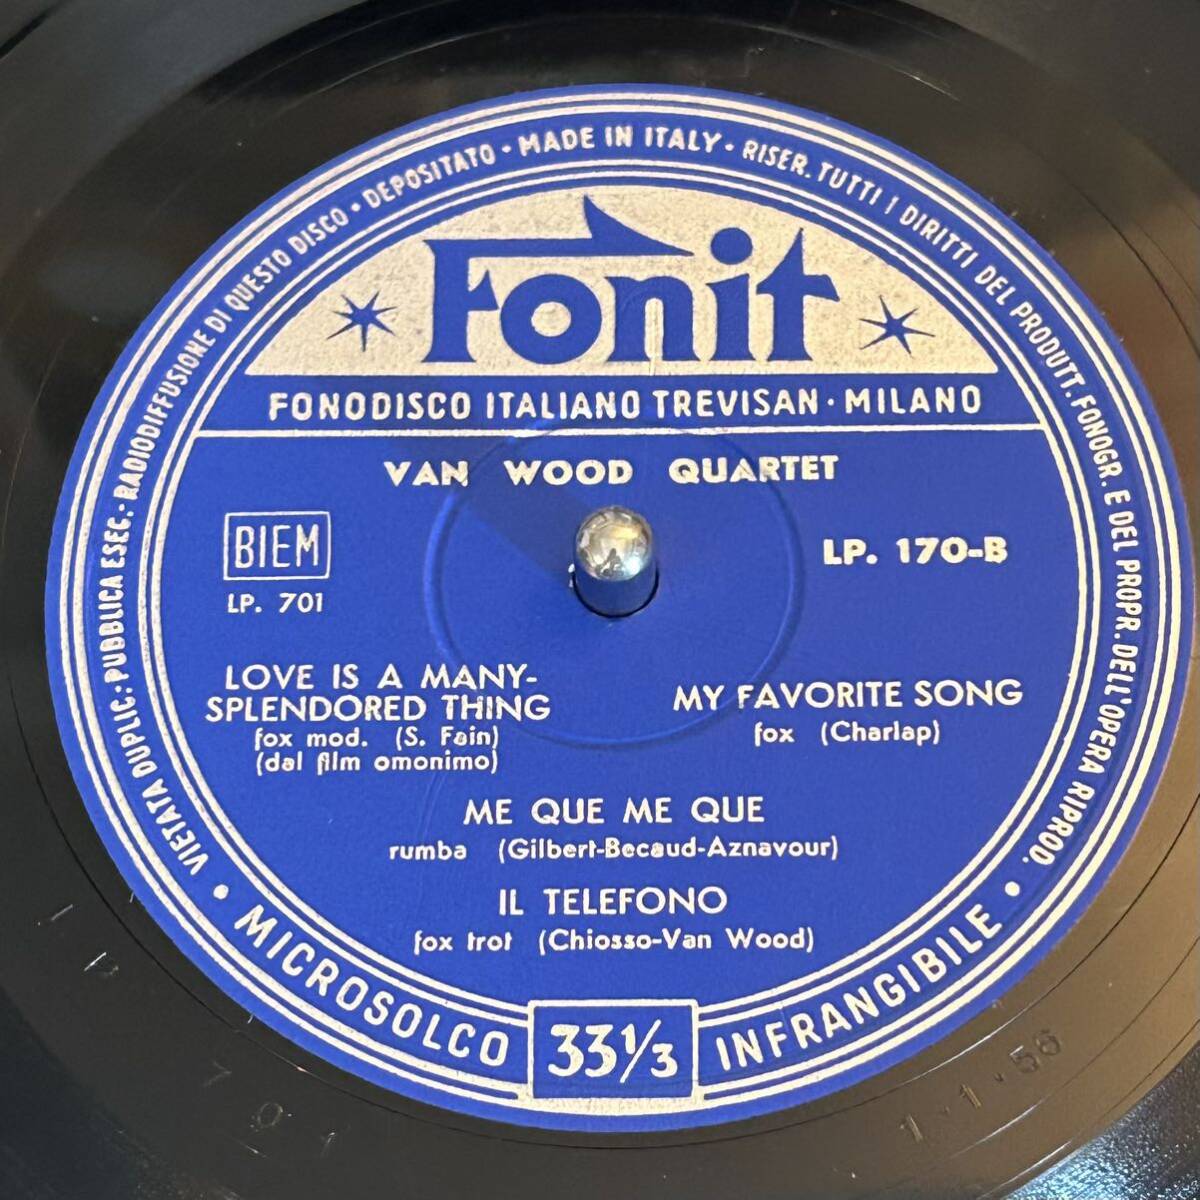 VIETATA DUPLIC.: PUBBLICA ESEC.· RADIODIFFUSIONE DI QUESTO DISCO • DEPOSITATO • MADE IN ITALY • RISER. TUTTI I DIRITTI DEL PRODUTT. FONOGR. E DEL PROPR. DELL'OPERA RIPROD.
Fonit
FONODISCO ITALIANO TREVISAN · MILANO
VAN WOOD QUARTET
BIEM
LP. 701
LP. 170-B
LOVE IS A MANY-
SPLENDORED THING
fox mod. (S. Fain)
(dal film omonimo)
MY FAVORITE SONG
fox (Charlap)
ME QUE ME QUE
rumba (Gilbert-Becaud-Aznavour)
IL TELEFONO
fox trot (Chiosso-Van Wood)
• MICROSOLCO
33⅓
INFRANGIBILE •
1-1-56